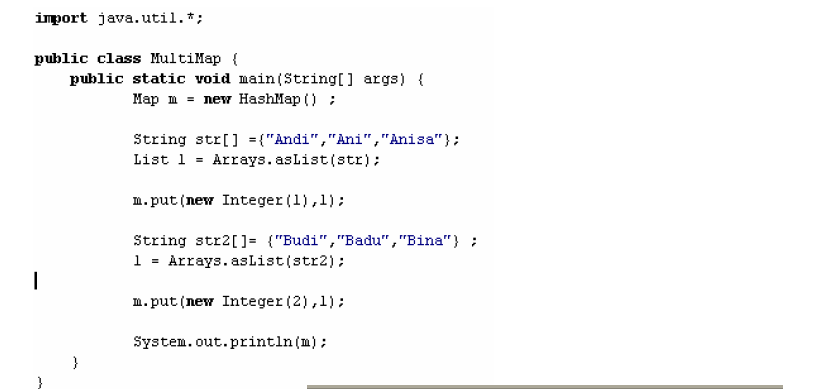 import java.util.*;
public class MultiMap {
public static void main(String[] args) {
Map m = new HashMap() ;
String str[] ={"Andi","Ani","Anisa"};
List l = Arrays.asList(str);
m.put(new Integer(1),l);
String str2[]= {"Budi","Badu","Bina"} ;
l = Arrays.asList(str2);
m.put(new Integer(2),l);
System.out.println(m);
}
}